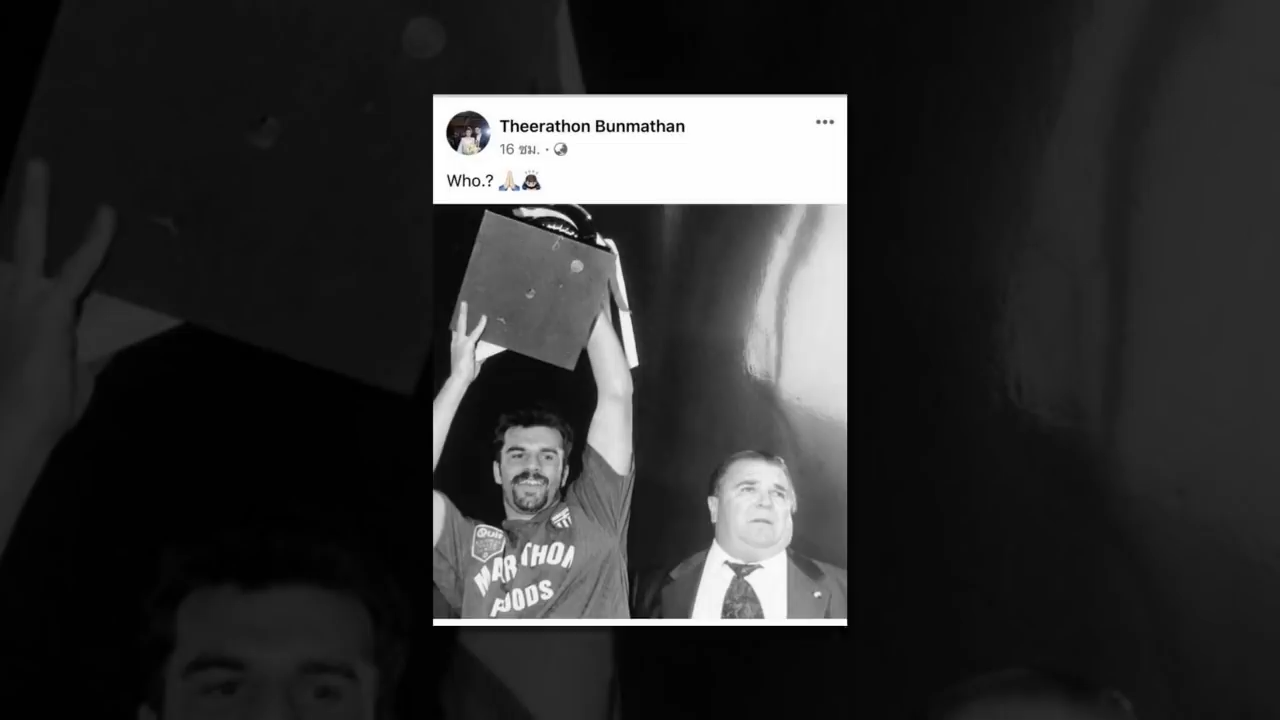 Theerathon Bunmathan
16 ชม.
Who.? 🙏🏻🙇🏻‍♀️
MARATHON
FOODS